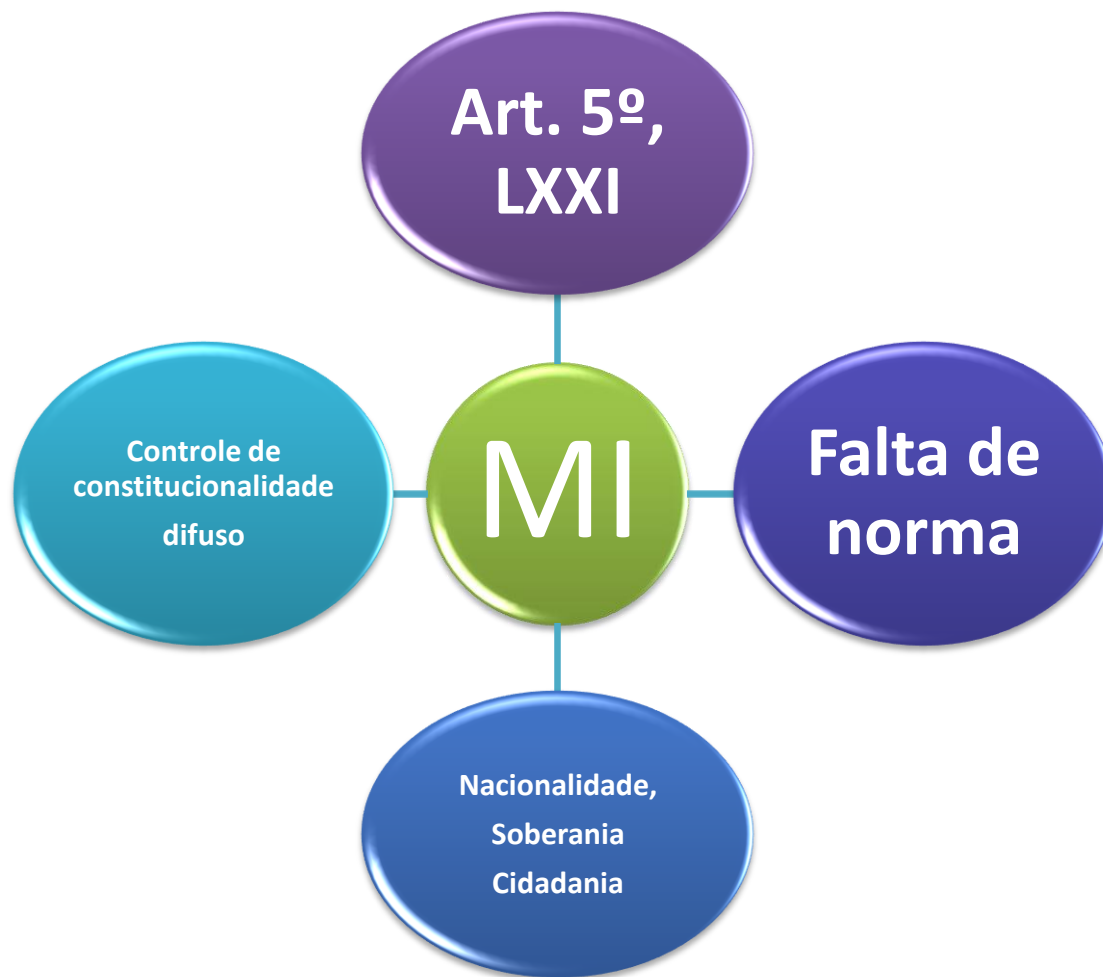 Art. 5º,
LXXI
Controle de
constitucionalidade
difuso
MI
Falta de
norma
Nacionalidade,
Soberania
Cidadania